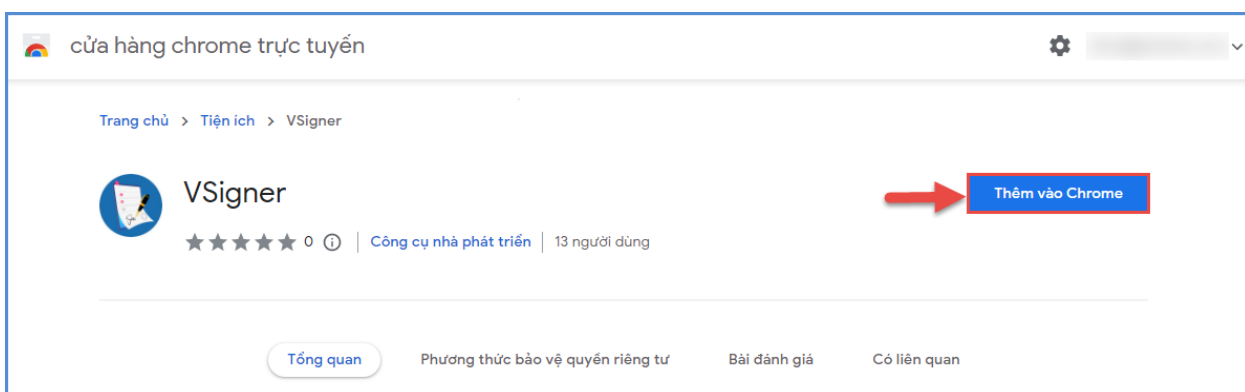 cửa hàng chrome trực tuyến
Trang chủ > Tiện ích > VSigner
VSigner
Thêm vào Chrome
0 Công cụ nhà phát triển 13 người dùng
Tổng quan Phương thức bảo vệ quyền riêng tư Bài đánh giá Có liên quan